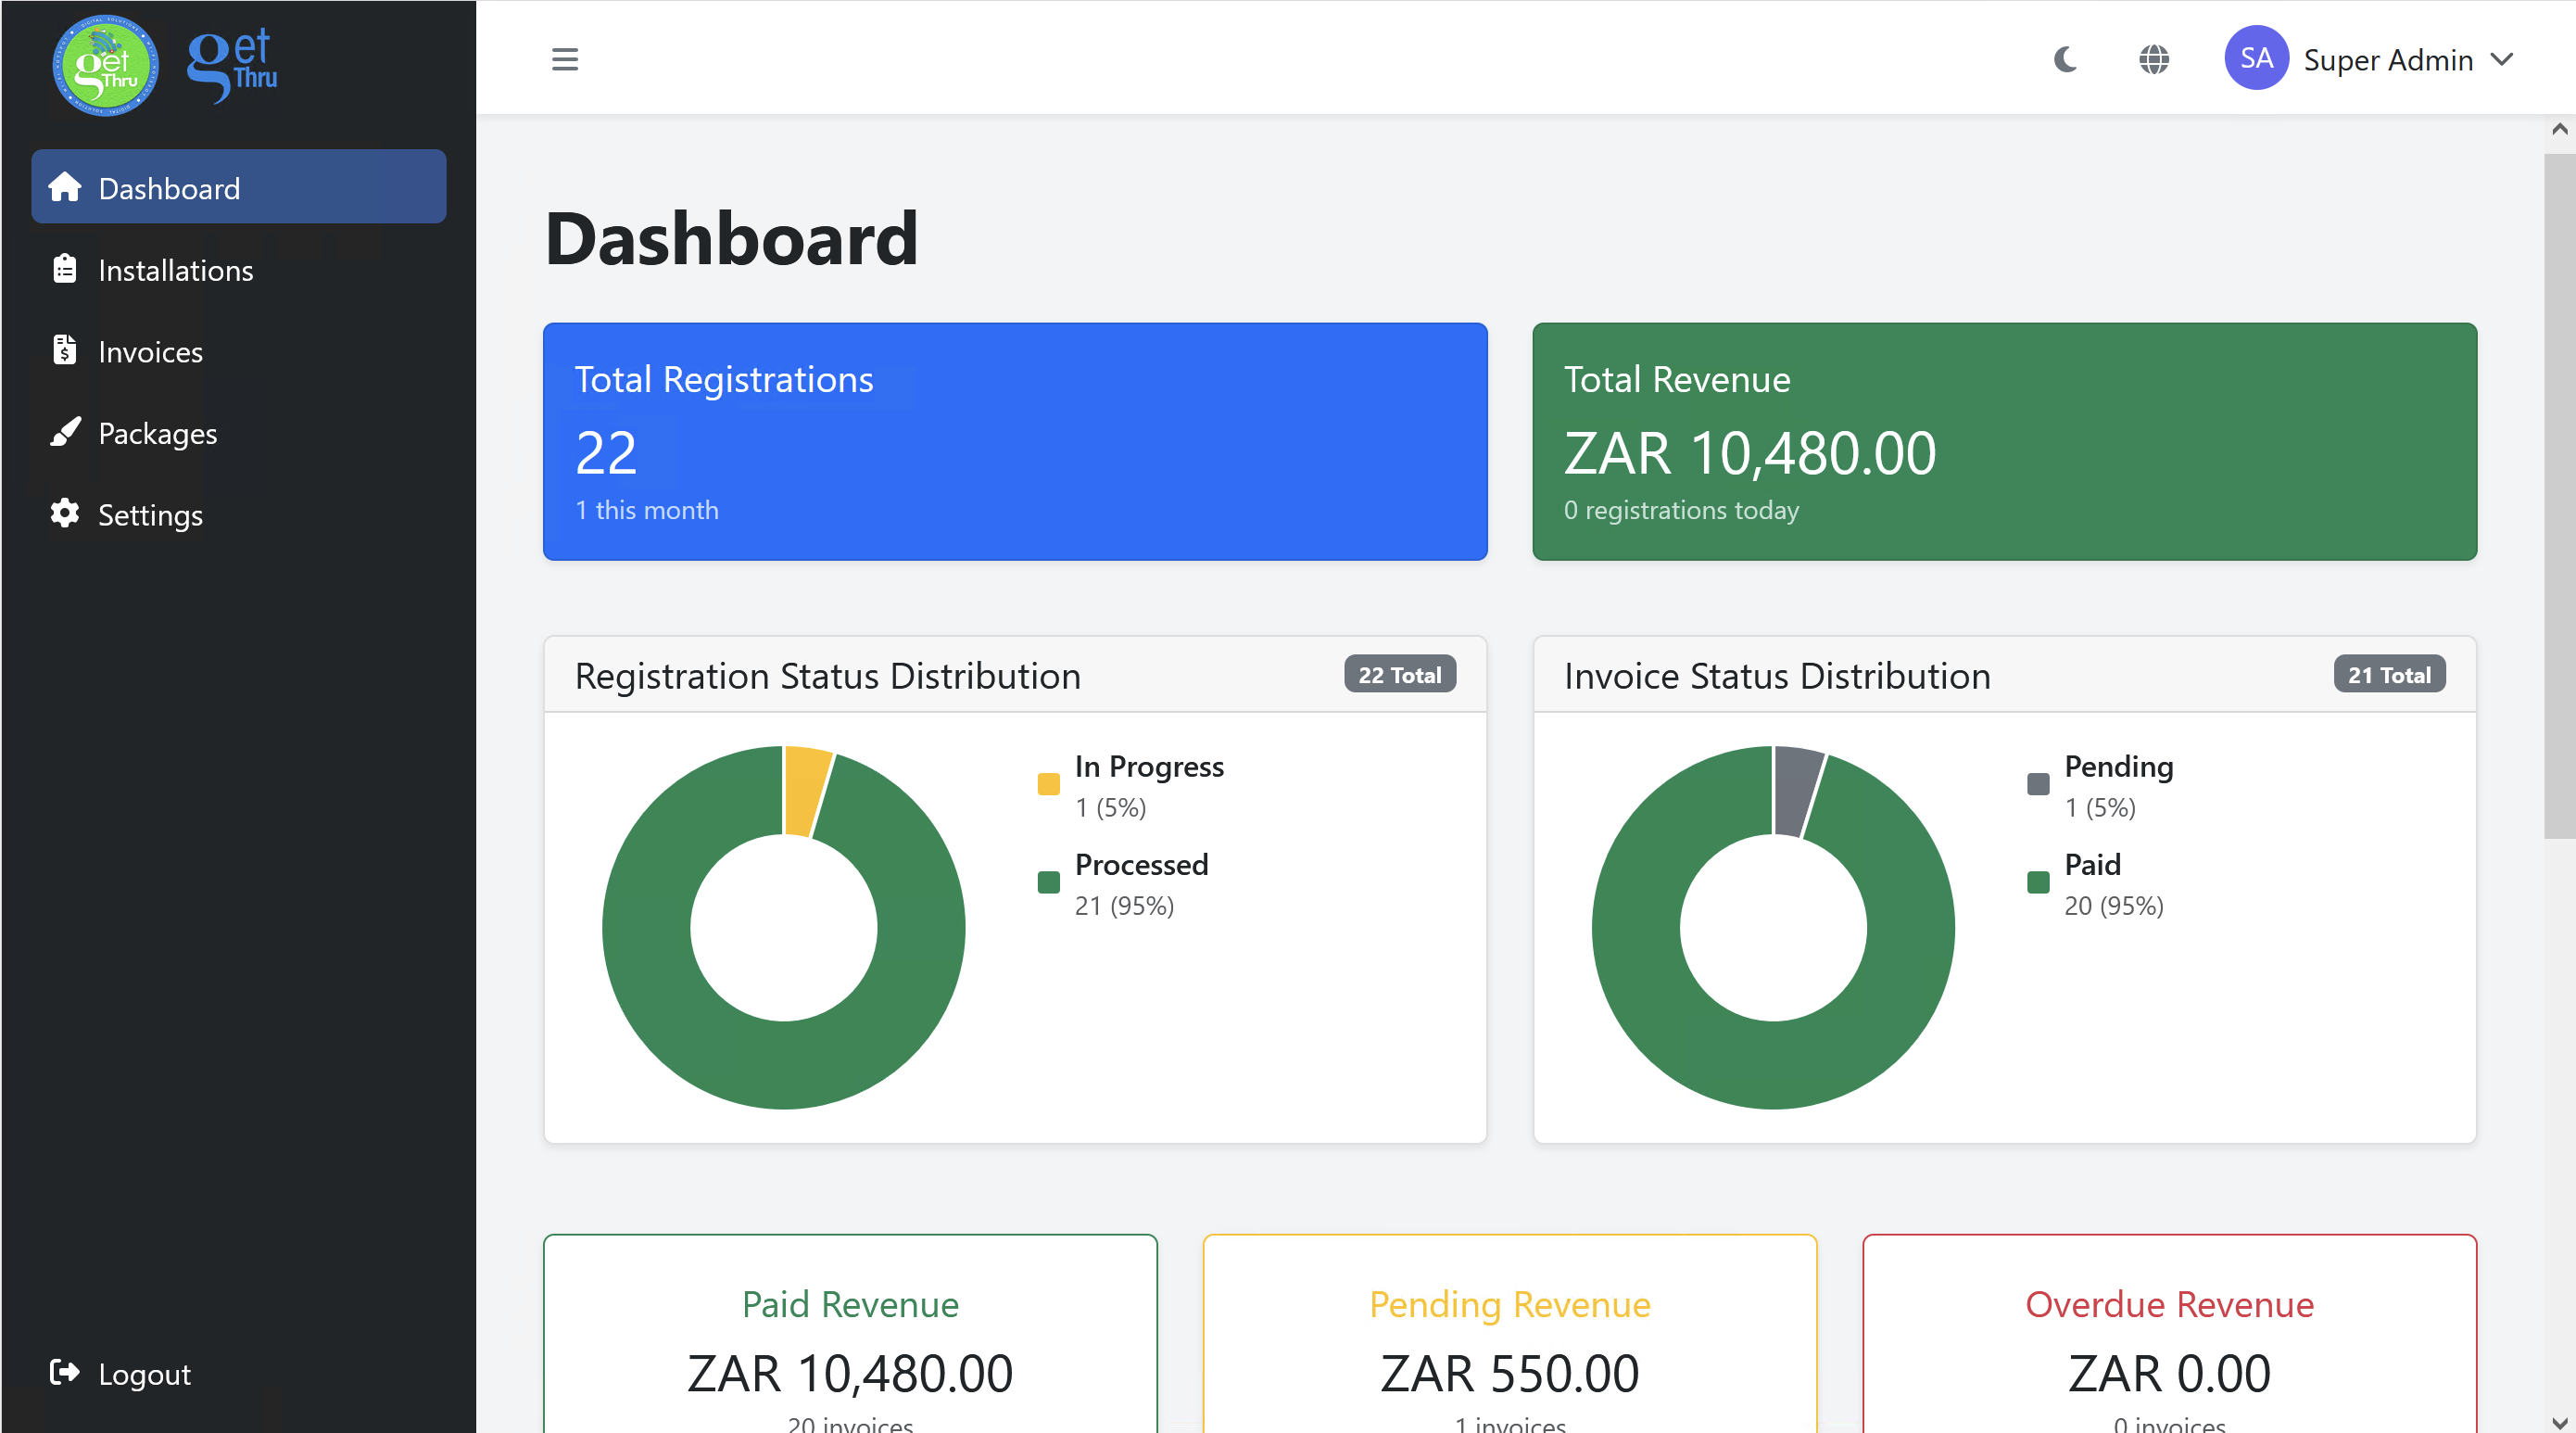 get
Thru
get
Thru
SA
Super Admin
Dashboard
Installations
Invoices
Packages
Settings
Logout
Dashboard
Total Registrations
22
1 this month
Total Revenue
ZAR 10,480.00
0 registrations today
Registration Status Distribution
22 Total
In Progress
1 (5%)
Processed
21 (95%)
Invoice Status Distribution
21 Total
Pending
1 (5%)
Paid
20 (95%)
Paid Revenue
ZAR 10,480.00
20 invoices
Pending Revenue
ZAR 550.00
1 invoices
Overdue Revenue
ZAR 0.00
0 invoices